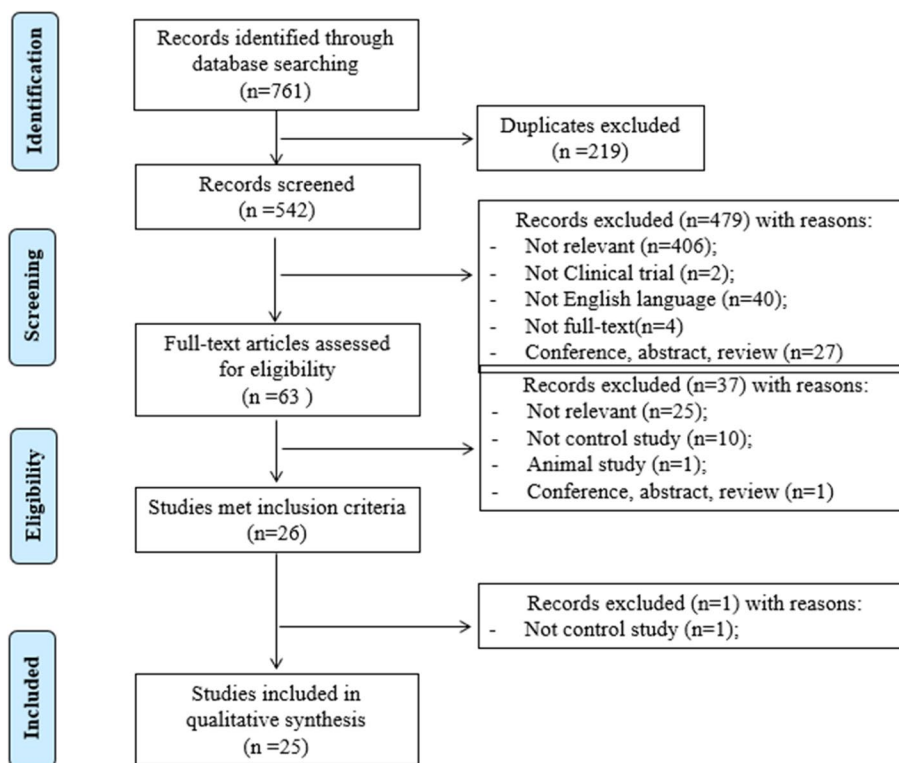 Identification
Records identified through
database searching
(n=761)
Duplicates excluded
(n =219)
Records screened
(n =542)
Screening
Records excluded (n=479) with reasons:
- Not relevant (n=406);
- Not Clinical trial (n=2);
- Not English language (n=40);
- Not full-text(n=4)
- Conference, abstract, review (n=27)
Full-text articles assessed
for eligibility
(n =63 )
Records excluded (n=37) with reasons:
- Not relevant (n=25);
- Not control study (n=10);
- Animal study (n=1);
- Conference, abstract, review (n=1)
Eligibility
Studies met inclusion criteria
(n=26)
Records excluded (n=1) with reasons:
- Not control study (n=1);
Included
Studies included in
qualitative synthesis
(n =25)